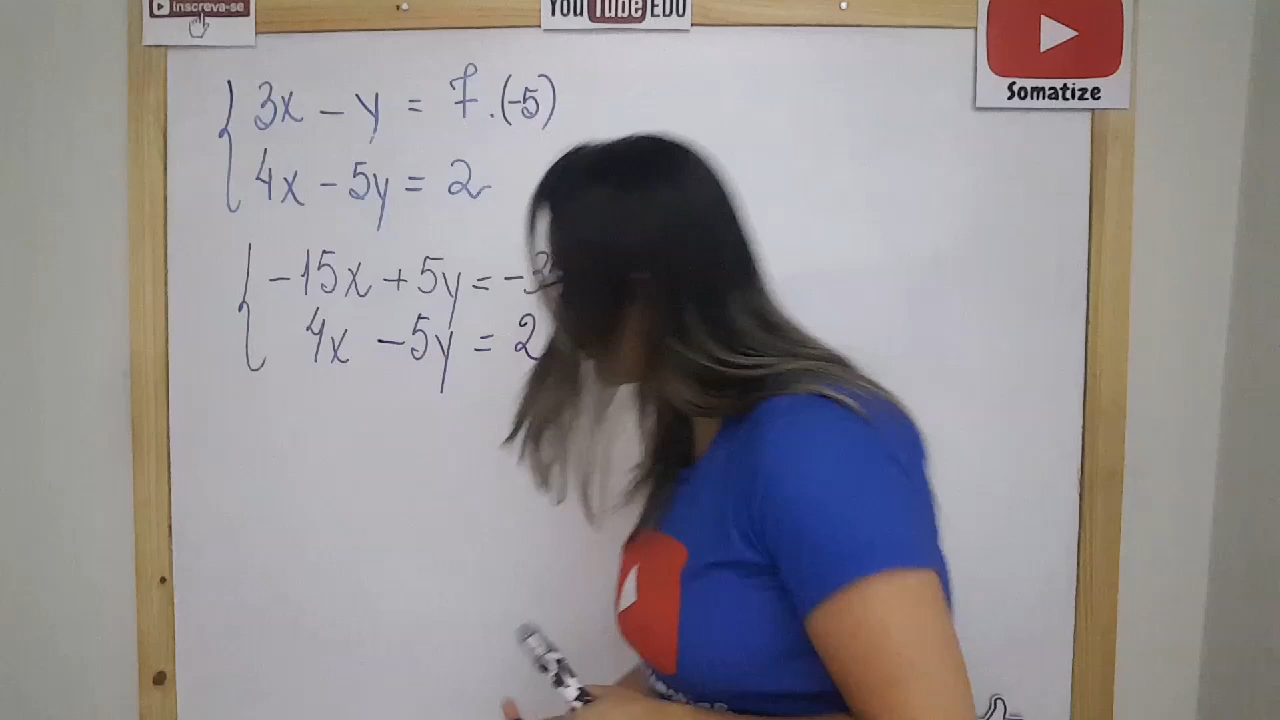 Inscreva-se
YouTube EDU
Somatize
3x - y = 7 .(-5)
4x - 5y = 2
-15x + 5y = -3
4x - 5y = 2